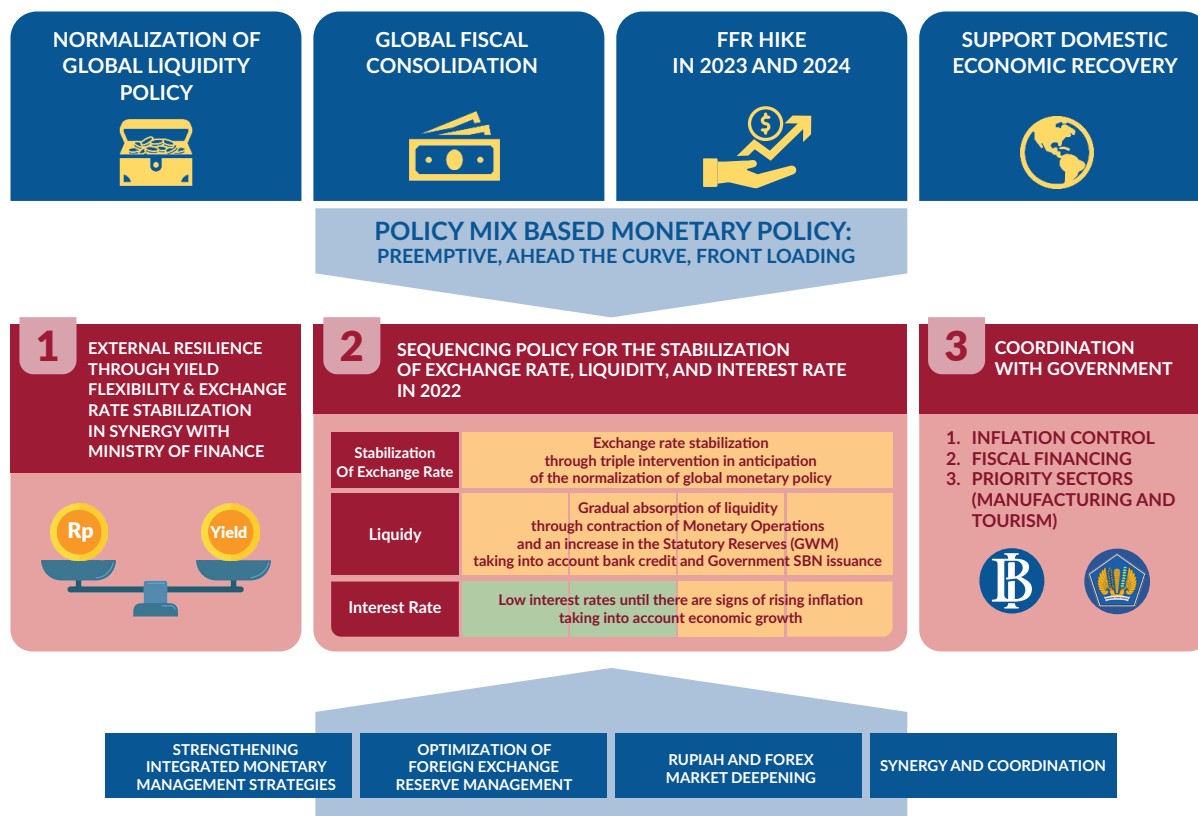 NORMALIZATION OF
GLOBAL LIQUIDITY
POLICY
GLOBAL FISCAL
CONSOLIDATION
FFR HIKE
IN 2023 AND 2024
SUPPORT DOMESTIC
ECONOMIC RECOVERY
$
POLICY MIX BASED MONETARY POLICY:
PREEMPTIVE, AHEAD THE CURVE, FRONT LOADING
1
EXTERNAL RESILIENCE
THROUGH YIELD
FLEXIBILITY & EXCHANGE
RATE STABILIZATION
IN SYNERGY WITH
MINISTRY OF FINANCE
Rp
Yield
2
SEQUENCING POLICY FOR THE STABILIZATION
OF EXCHANGE RATE, LIQUIDITY, AND INTEREST RATE
IN 2022
Stabilization
Of Exchange Rate
Exchange rate stabilization
through triple intervention in anticipation
of the normalization of global monetary policy
Liquidy
Gradual absorption of liquidity
through contraction of Monetary Operations
and an increase in the Statutory Reserves (GWM)
taking into account bank credit and Government SBN issuance
Interest Rate
Low interest rates until there are signs of rising inflation
taking into account economic growth
3
COORDINATION
WITH GOVERNMENT
1. INFLATION CONTROL
2. FISCAL FINANCING
3. PRIORITY SECTORS
(MANUFACTURING AND
TOURISM)
BI
STRENGTHENING
INTEGRATED MONETARY
MANAGEMENT STRATEGIES
OPTIMIZATION OF
FOREIGN EXCHANGE
RESERVE MANAGEMENT
RUPIAH AND FOREX
MARKET DEEPENING
SYNERGY AND COORDINATION